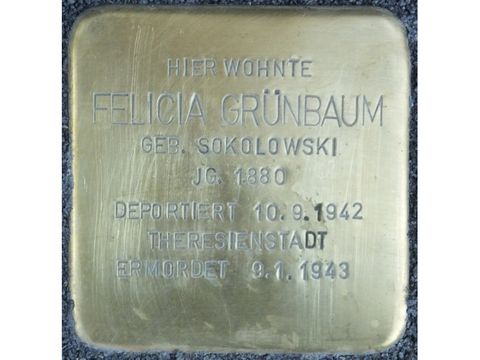 HIER WOHNTE
FELICIA GRÜNBAUM
GEB. SOKOLOWSKI
JG. 1880
DEPORTIERT 10.9.1942
THERESIENSTADT
ERMORDET 9.1.1943